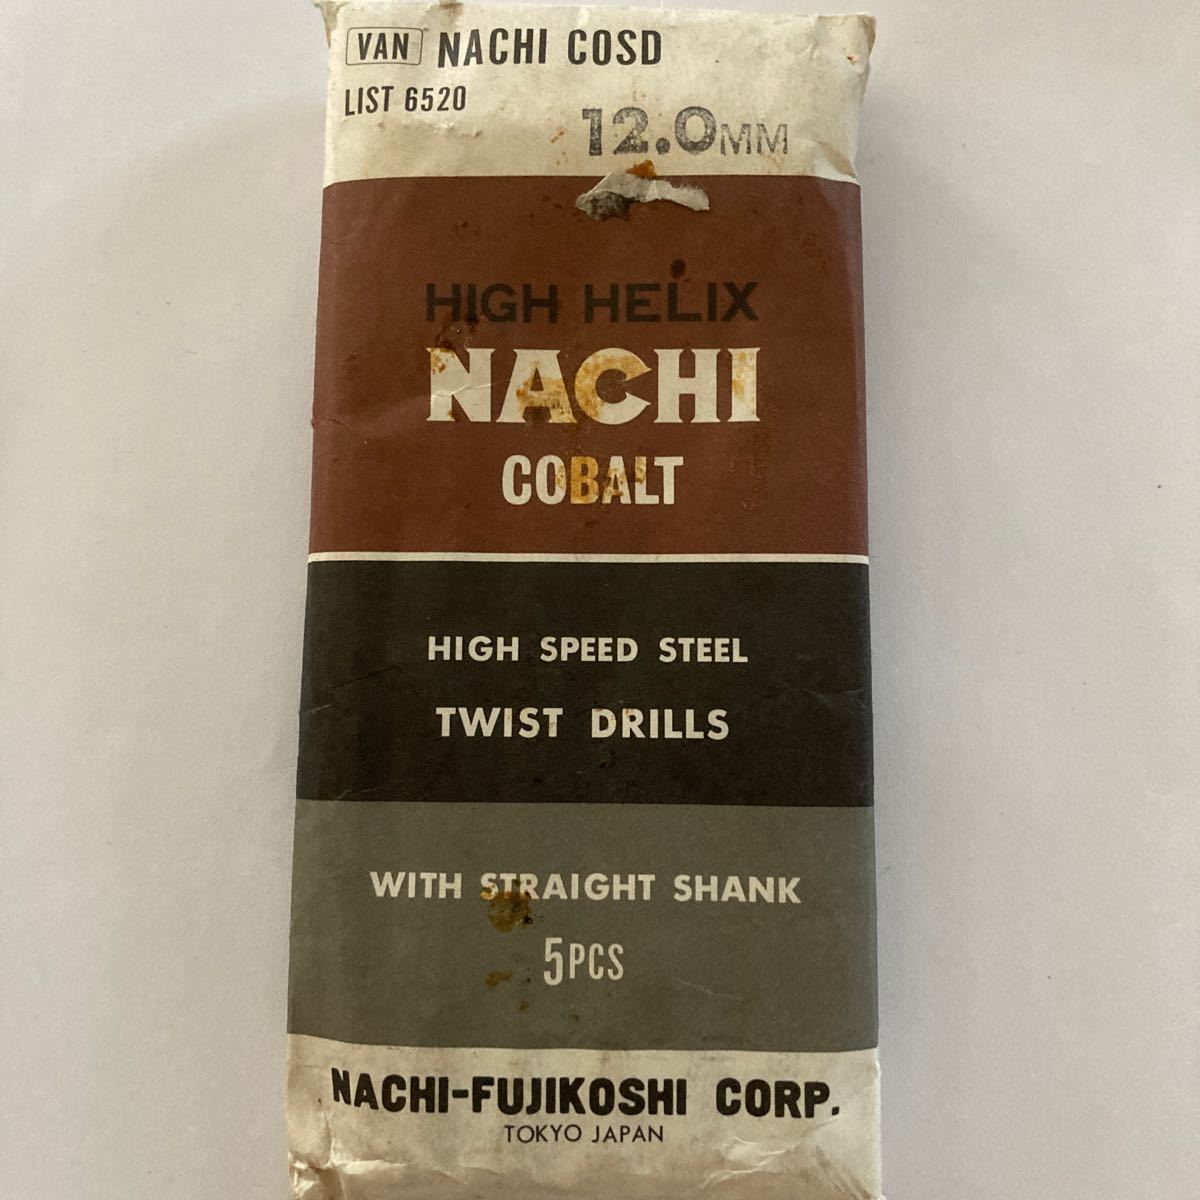 VAN NACHI COSD
LIST 6520
12.0MM
HIGH HELIX
NACHI
COBALT
HIGH SPEED STEEL
TWIST DRILLS
WITH STRAIGHT SHANK
5PCS
NACHI-FUJIKOSHI CORP.
TOKYO JAPAN